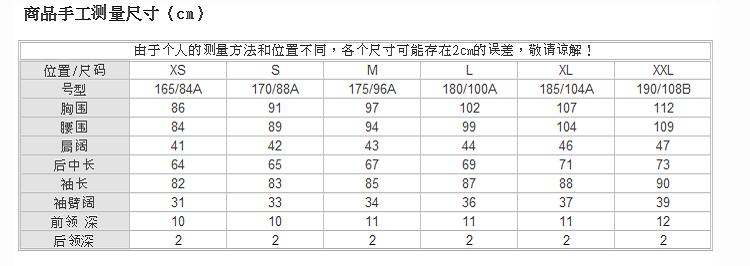 商品手工测量尺寸（cm）
由于个人的测量方法和位置不同，各个尺寸可能存在2cm的误差，敬请谅解！
位置/尺码 XS S M L XL XXL
号型 165/84A 170/88A 175/96A 180/100A 185/104A 190/108B
胸围 86 91 97 102 107 112
腰围 84 89 94 99 104 109
肩阔 41 42 43 44 46 47
后中长 64 65 67 69 71 73
袖长 82 83 85 87 88 90
袖臂阔 31 33 34 36 37 39
前领 深 10 10 11 11 11 12
后领深 2 2 2 2 2 2